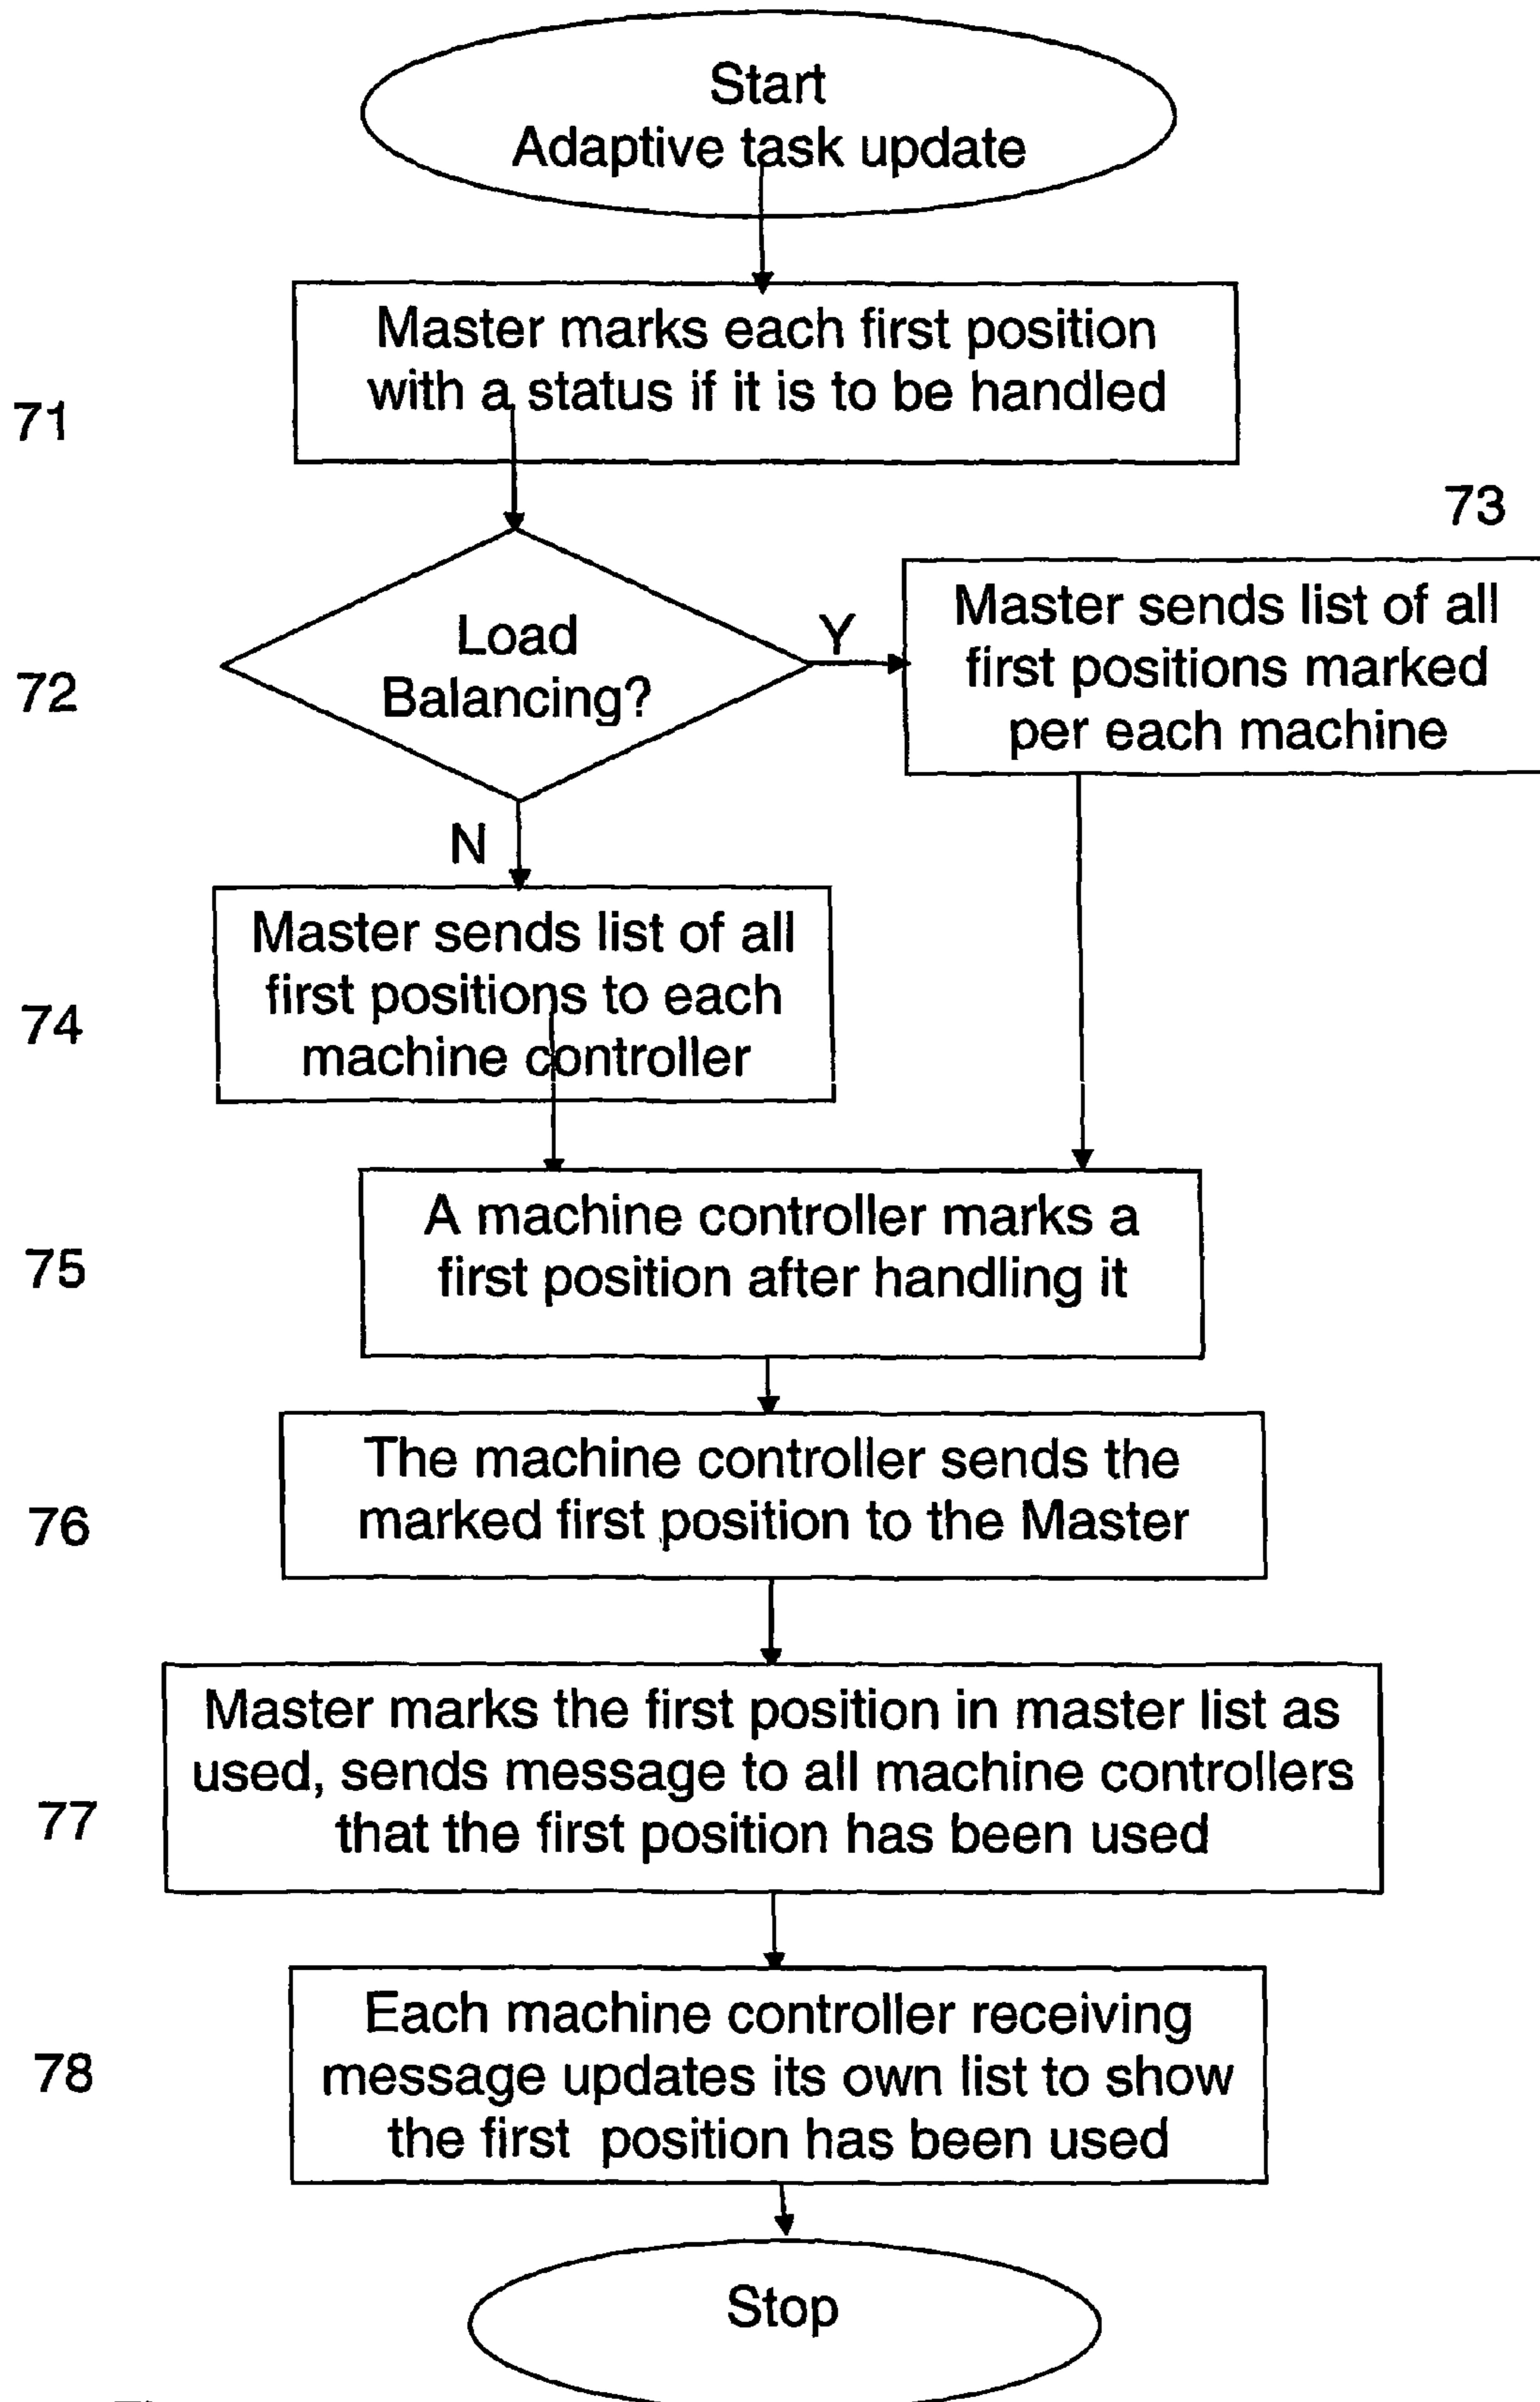 Start
Adaptive task update
Master marks each first position
with a status if it is to be handled
71
73
Load
Balancing?
72
Y
Master sends list of all
first positions marked
per each machine
N
Master sends list of all
first positions to each
machine controller
74
A machine controller marks a
first position after handling it
75
The machine controller sends the
marked first position to the Master
76
Master marks the first position in master list as
used, sends message to all machine controllers
that the first position has been used
77
Each machine controller receiving
message updates its own list to show
the first position has been used
78
Stop